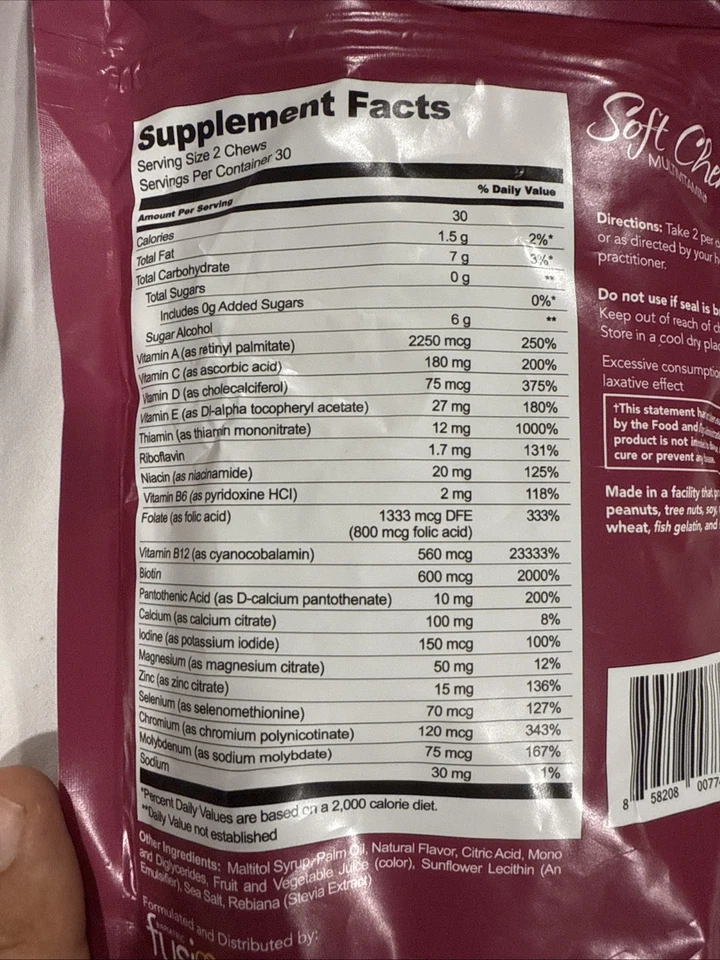 Supplement Facts
Serving Size 2 Chews
Servings Per Container 30
% Daily Value
Amount Per Serving
Calories 30
Total Fat 1.5 g 2%*
Total Carbohydrate 7 g 3%*
Total Sugars 0 g **
Includes 0g Added Sugars 0%*
Sugar Alcohol 6 g **
Vitamin A (as retinyl palmitate) 2250 mcg 250%
Vitamin C (as ascorbic acid) 180 mg 200%
Vitamin D (as cholecalciferol) 75 mcg 375%
Vitamin E (as Dl-alpha tocopheryl acetate) 27 mg 180%
Thiamin (as thiamin mononitrate) 12 mg 1000%
Riboflavin 1.7 mg 131%
Niacin (as niacinamide) 20 mg 125%
Vitamin B6 (as pyridoxine HCl) 2 mg 118%
Folate (as folic acid) 1333 mcg DFE 333%
(800 mcg folic acid)
Vitamin B12 (as cyanocobalamin) 560 mcg 23333%
Biotin 600 mcg 2000%
Pantothenic Acid (as D-calcium pantothenate) 10 mg 200%
Calcium (as calcium citrate) 100 mg 8%
Iodine (as potassium iodide) 150 mcg 100%
Magnesium (as magnesium citrate) 50 mg 12%
Zinc (as zinc citrate) 15 mg 136%
Selenium (as selenomethionine) 70 mcg 127%
Chromium (as chromium polynicotinate) 120 mcg 343%
Molybdenum (as sodium molybdate) 75 mcg 167%
Sodium 30 mg 1%
*Percent Daily Values are based on a 2,000 calorie diet.
**Daily Value not established
Other Ingredients: Maltitol Syrup, Palm Oil, Natural Flavor, Citric Acid, Mono
and Diglycerides, Fruit and Vegetable Juice (color), Sunflower Lecithin (An
Emulsifier), Sea Salt, Rebiana (Stevia Extract)
Formulated and Distributed by:
BARIATRIC
Soft
MULTIVITAMINS
Directions: Take 2 per
or as directed by your
practitioner.
Do not use if seal is
Keep out of reach of
Store in a cool dry
Excessive
laxative effect
†This statement
by the Food and
product is not
cure or prevent
Made in a facility that
peanuts, tree nuts, soy,
wheat, fish gelatin, and
8 58208 0077